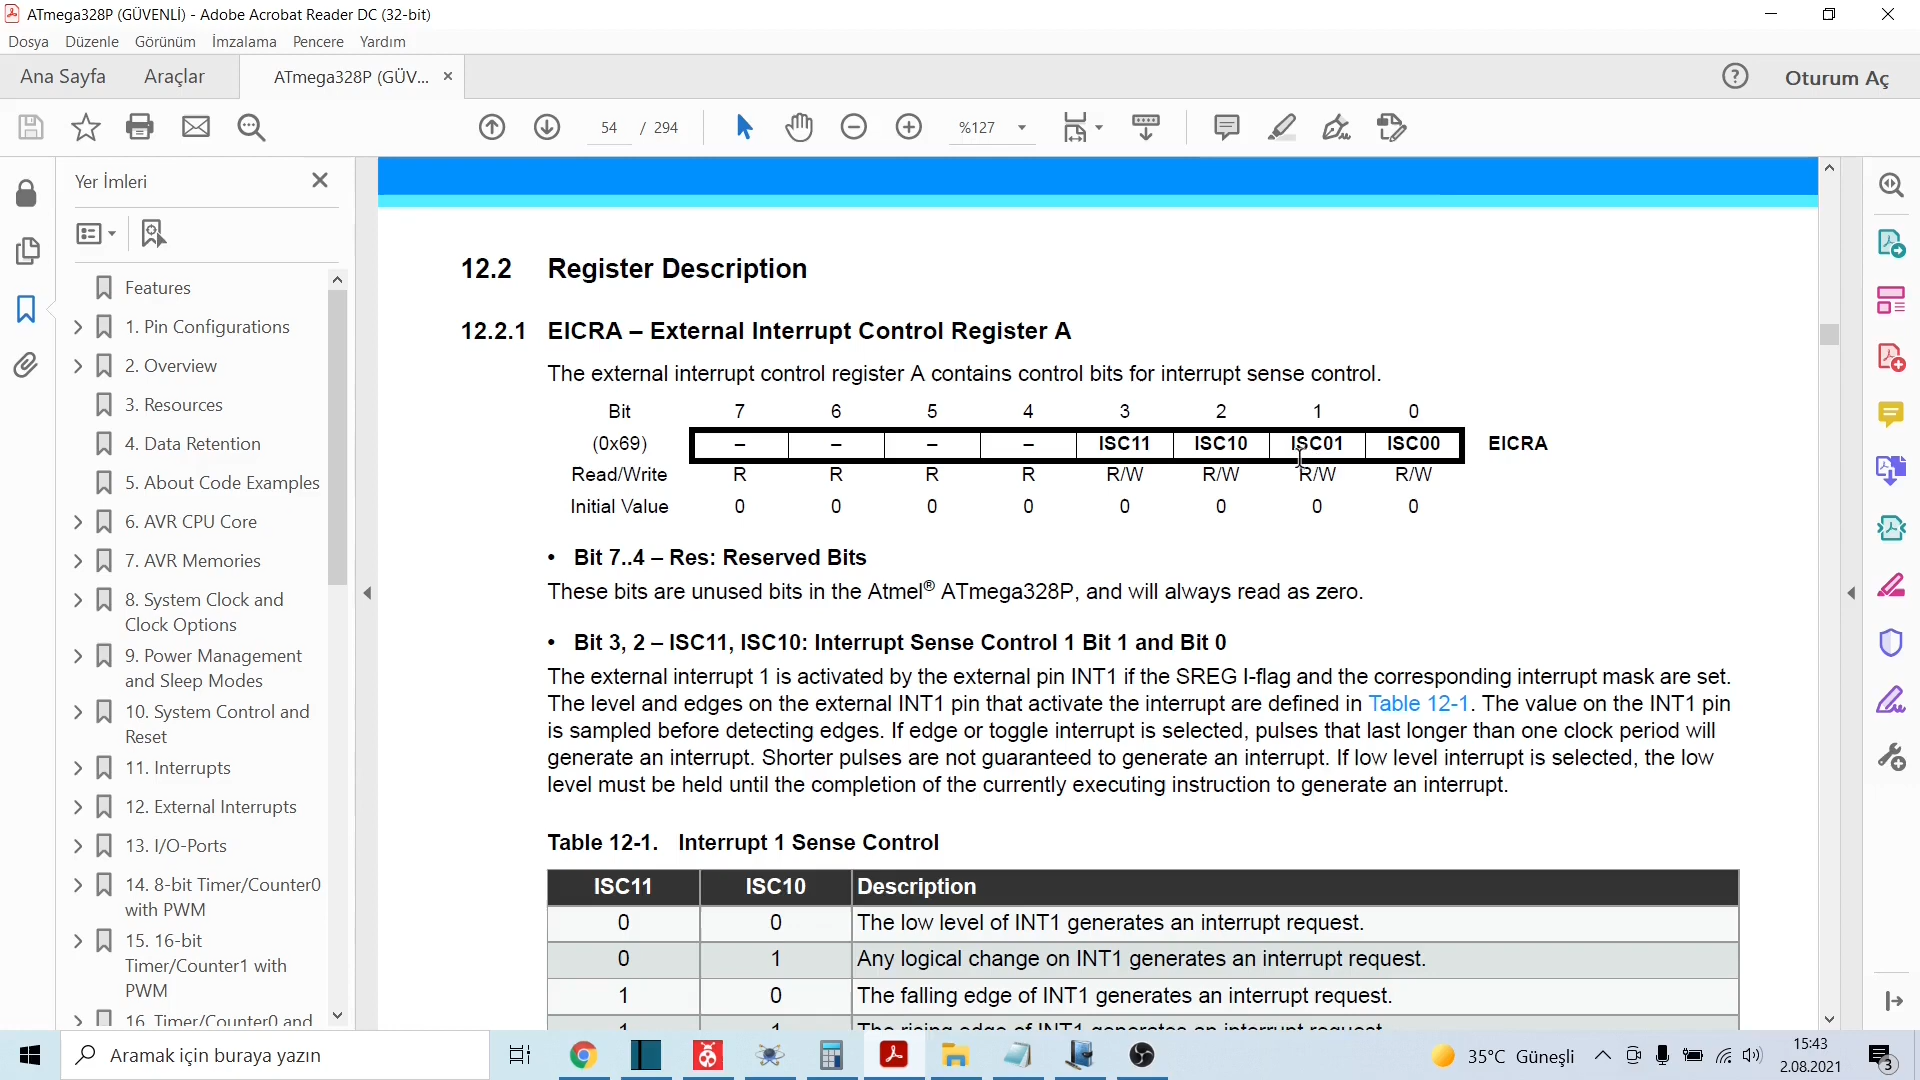 ATmega328P (GÜVENLİ) - Adobe Acrobat Reader DC (32-bit)
Dosya Düzenle Görünüm İmzalama Pencere Yardım
Ana Sayfa Araçlar ATmega328P (GÜV... × Oturum Aç
54 / 294 %127
Yer İmleri
Features
1. Pin Configurations
2. Overview
3. Resources
4. Data Retention
5. About Code Examples
6. AVR CPU Core
7. AVR Memories
8. System Clock and
Clock Options
9. Power Management
and Sleep Modes
10. System Control and
Reset
11. Interrupts
12. External Interrupts
13. I/O-Ports
14. 8-bit Timer/Counter0
with PWM
15. 16-bit
Timer/Counter1 with
PWM
16. Timer/Counter0 and
12.2 Register Description
12.2.1 EICRA – External Interrupt Control Register A
The external interrupt control register A contains control bits for interrupt sense control.
Bit 7 6 5 4 3 2 1 0
(0x69) – – – – ISC11 ISC10 ISC01 ISC00 EICRA
Read/Write R R R R R/W R/W R/W R/W
Initial Value 0 0 0 0 0 0 0 0
• Bit 7..4 – Res: Reserved Bits
These bits are unused bits in the Atmel® ATmega328P, and will always read as zero.
• Bit 3, 2 – ISC11, ISC10: Interrupt Sense Control 1 Bit 1 and Bit 0
The external interrupt 1 is activated by the external pin INT1 if the SREG I-flag and the corresponding interrupt mask are set.
The level and edges on the external INT1 pin that activate the interrupt are defined in Table 12-1. The value on the INT1 pin
is sampled before detecting edges. If edge or toggle interrupt is selected, pulses that last longer than one clock period will
generate an interrupt. Shorter pulses are not guaranteed to generate an interrupt. If low level interrupt is selected, the low
level must be held until the completion of the currently executing instruction to generate an interrupt.
Table 12-1. Interrupt 1 Sense Control
ISC11 ISC10 Description
0 0 The low level of INT1 generates an interrupt request.
0 1 Any logical change on INT1 generates an interrupt request.
1 0 The falling edge of INT1 generates an interrupt request.
1 1 The rising edge of INT1 generates an interrupt request.
Aramak için buraya yazın
35°C Güneşli
15:43
2.08.2021
3